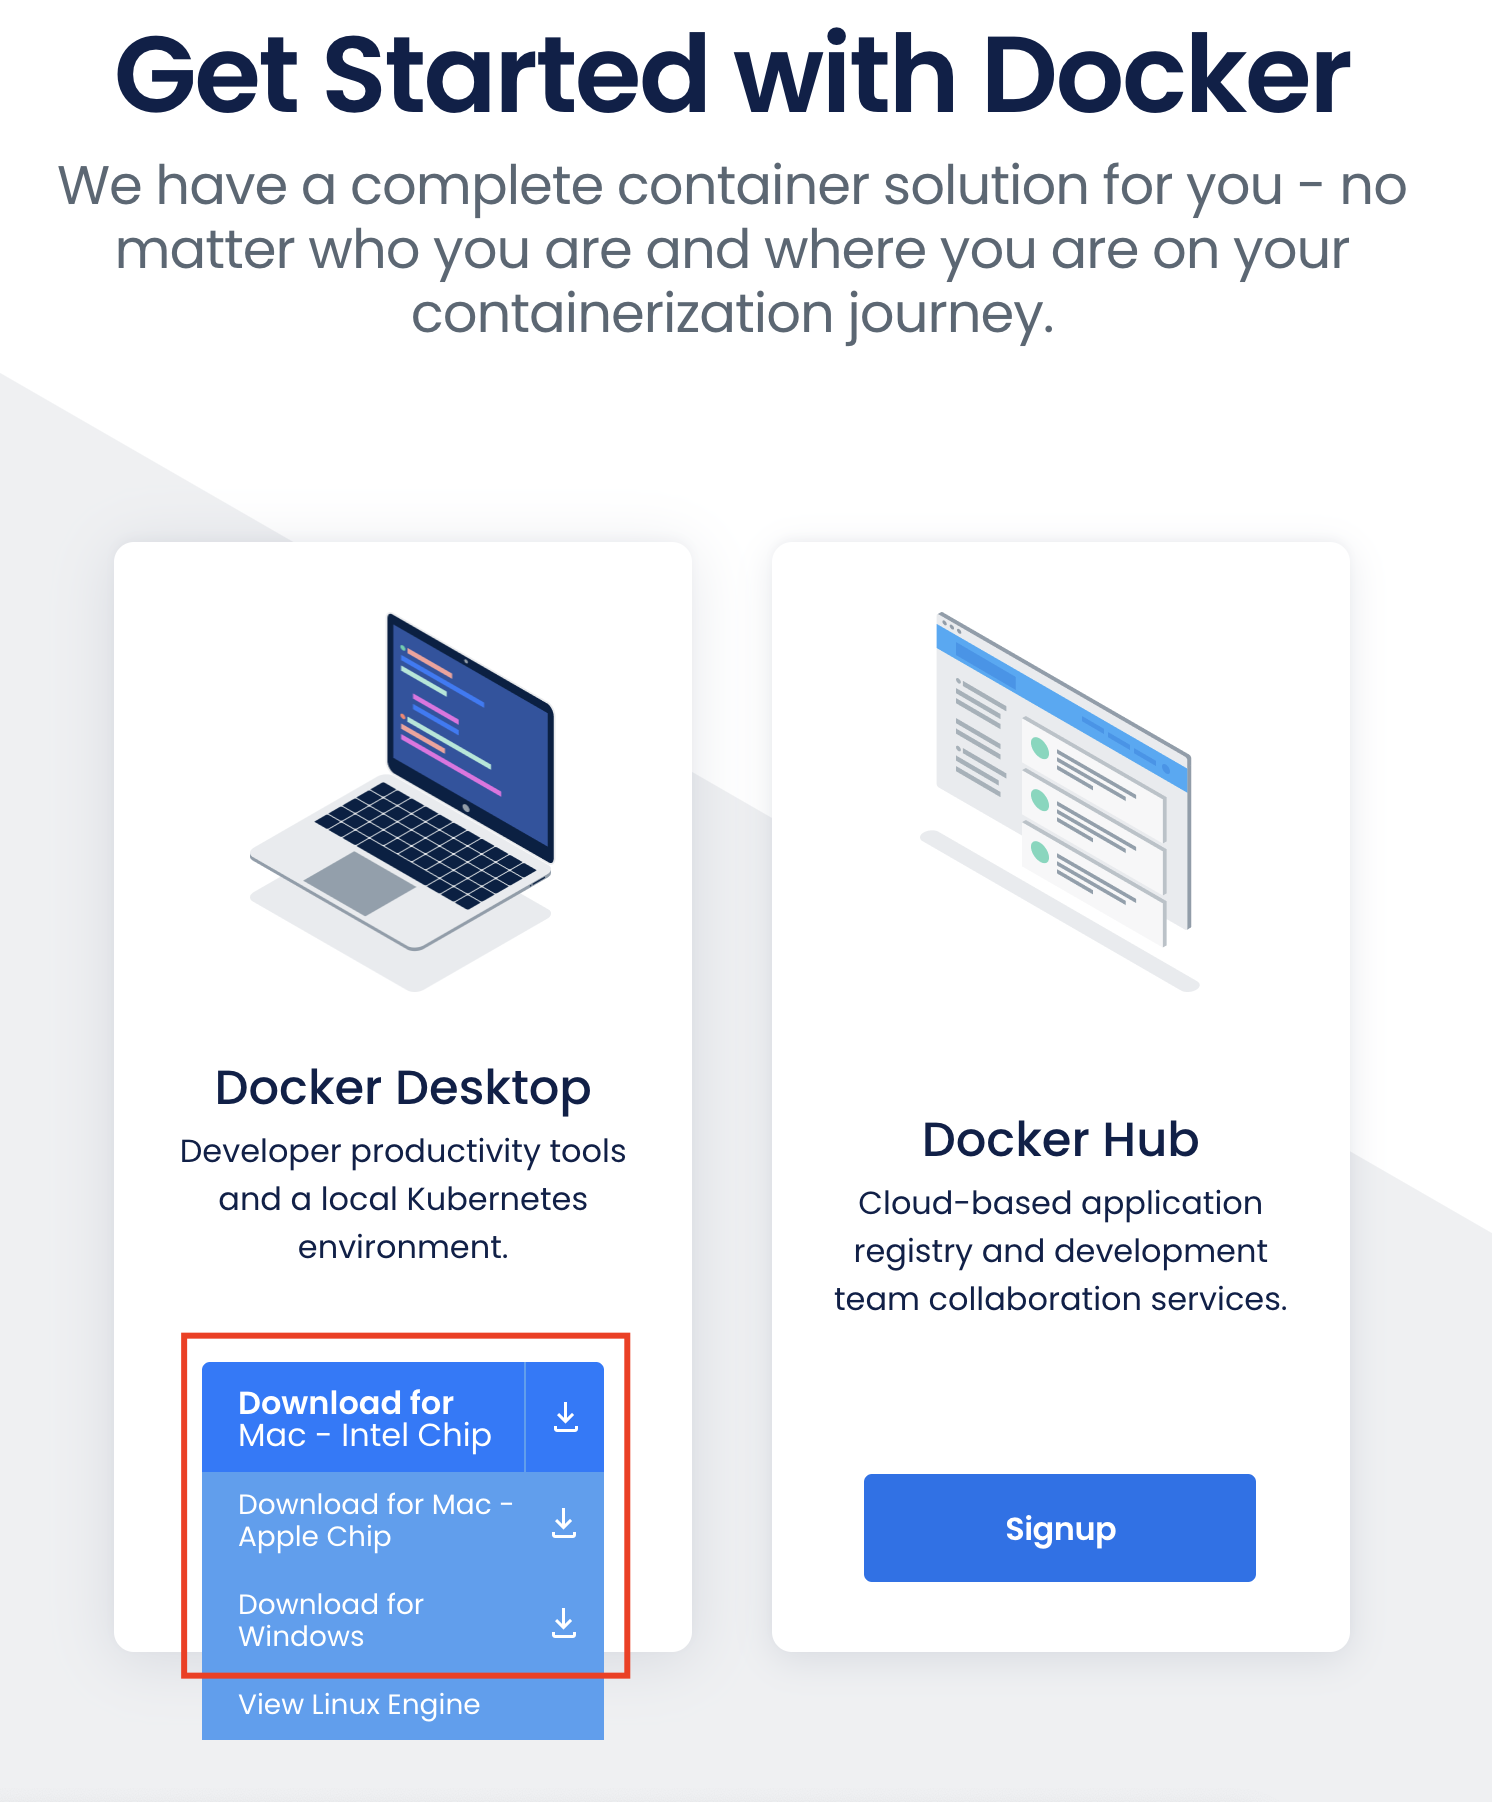 Get Started with Docker
We have a complete container solution for you - no
matter who you are and where you are on your
containerization journey.
Docker Desktop
Developer productivity tools
and a local Kubernetes
environment.
Download for
Mac - Intel Chip
Download for Mac -
Apple Chip
Download for
Windows
View Linux Engine
Docker Hub
Cloud-based application
registry and development
team collaboration services.
Signup